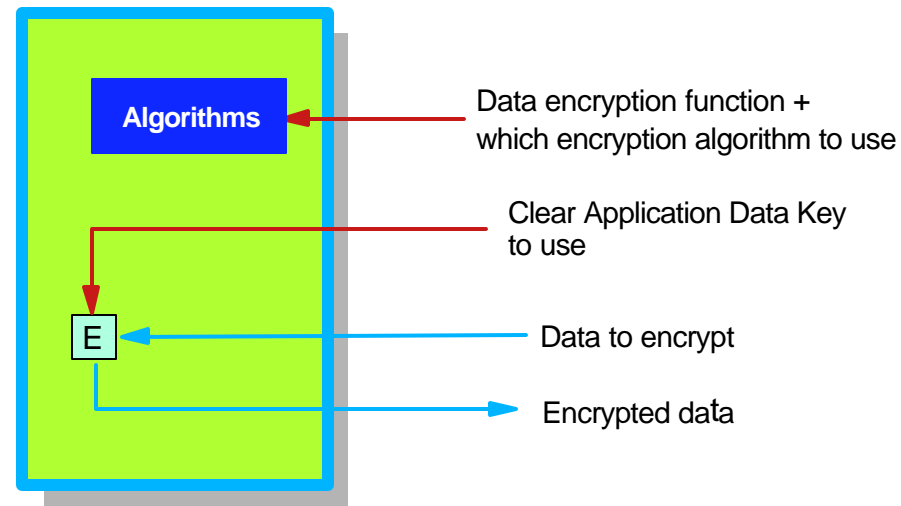 Algorithms
Data encryption function +
which encryption algorithm to use
Clear Application Data Key
to use
E
Data to encrypt
Encrypted data